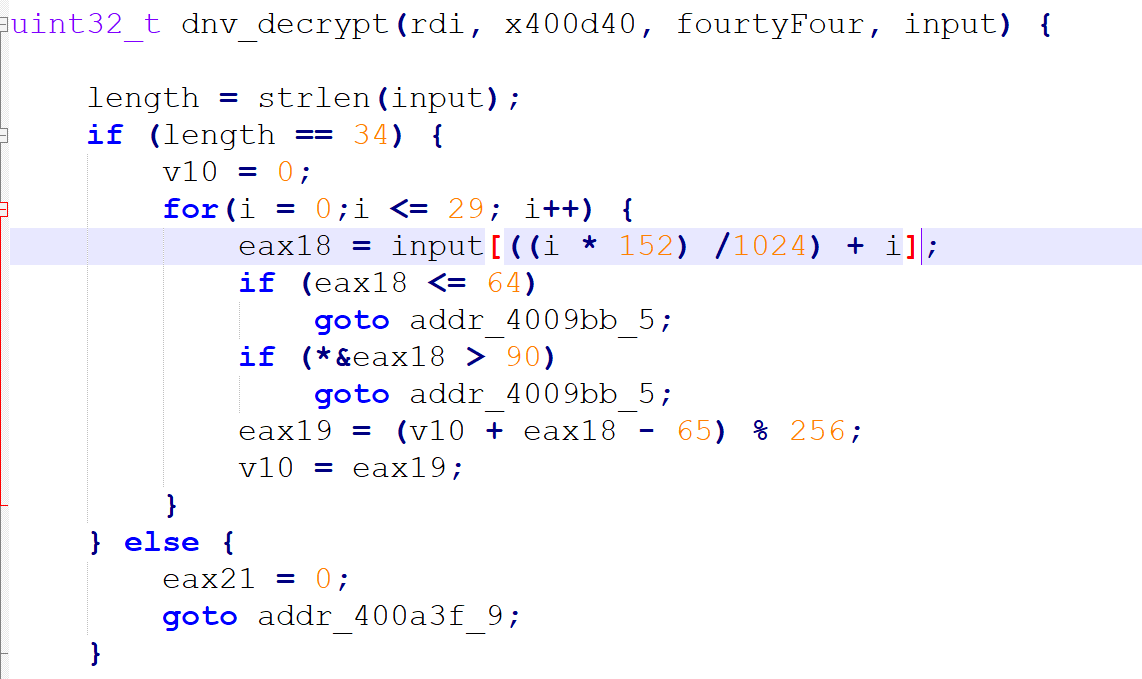 uint32_t dnv_decrypt(rdi, x400d40, fourtyFour, input) {
length = strlen(input);
if (length == 34) {
v10 = 0;
for(i = 0;i <= 29; i++) {
eax18 = input[((i * 152) /1024) + i];
if (eax18 <= 64)
goto addr_4009bb_5;
if (*&eax18 > 90)
goto addr_4009bb_5;
eax19 = (v10 + eax18 - 65) % 256;
v10 = eax19;
}
} else {
eax21 = 0;
goto addr_400a3f_9;
}